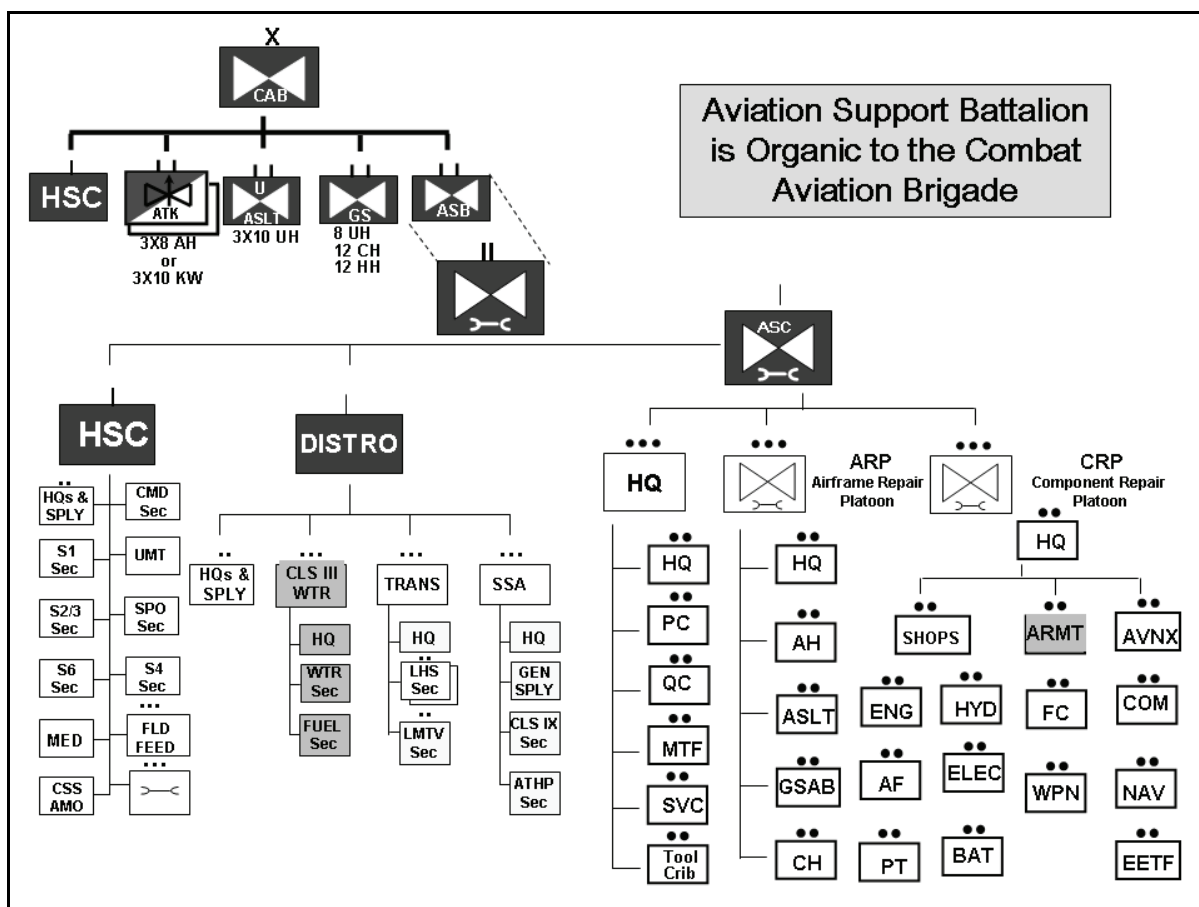 X
CAB
Aviation Support Battalion
is Organic to the Combat
Aviation Brigade
HSC
ATK
3X8 AH
or
3X10 KW
U
ASLT
3X10 UH
GS
8 UH
12 CH
12 HH
ASB
ASC
HSC
HQs &
SPLY
CMD
Sec
S1
Sec
UMT
S2/3
Sec
SPO
Sec
S6
Sec
S4
Sec
MED
FLD
FEED
CSS
AMO
DISTRO
HQs &
SPLY
CLS III
WTR
HQ
WTR
Sec
FUEL
Sec
TRANS
HQ
LHS
Sec
LMTV
Sec
SSA
HQ
GEN
SPLY
CLS IX
Sec
ATHP
Sec
HQ
HQ
PC
QC
MTF
SVC
Tool
Crib
ARP
Airframe Repair
Platoon
HQ
AH
ASLT
GSAB
CH
CRP
Component Repair
Platoon
HQ
SHOPS
ENG
HYD
AF
ELEC
PT
BAT
ARMT
FC
WPN
AVNX
COM
NAV
EETF